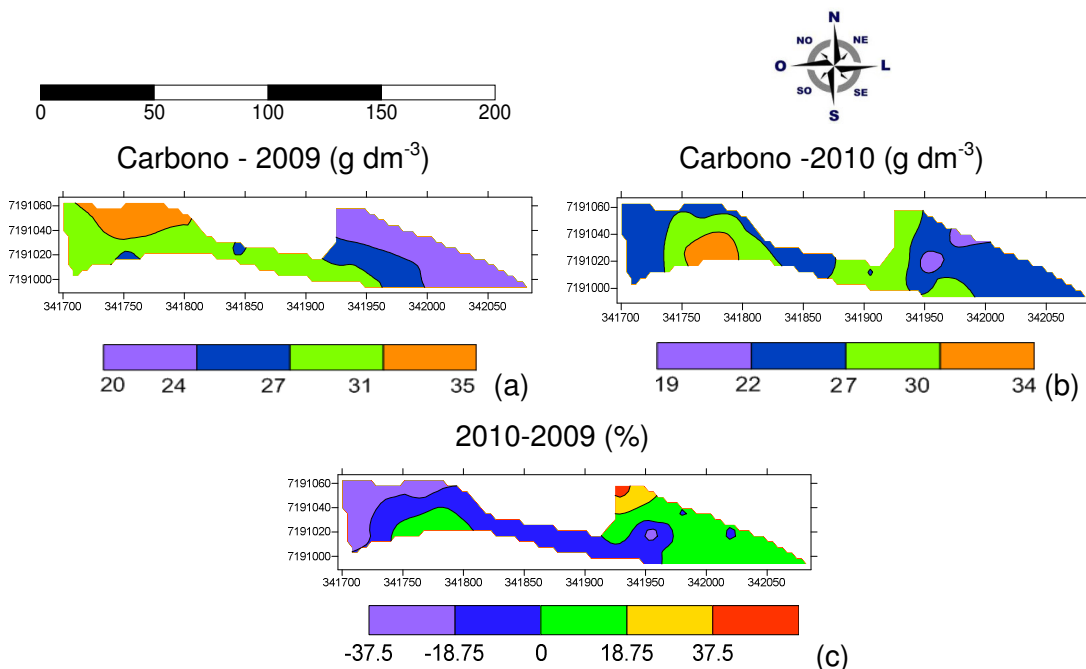 N
NO NE
O L
SO SE
S
0 50 100 150 200
Carbono - 2009 (g dm-3)
7191060
7191020
7191000
341700 341750 341800 341850 341900 341950 342000 342050
20 24 27 31 35 (a)
Carbono -2010 (g dm-3)
7191060
7191040
7191020
7191000
341700 341750 341800 341850 341900 341950 342000 342050
19 22 27 30 34 (b)
2010-2009 (%)
7191060
7191040
7191020
7191000
341700 341750 341800 341850 341900 341950 342000 342050
-37.5 -18.75 0 18.75 37.5 (c)